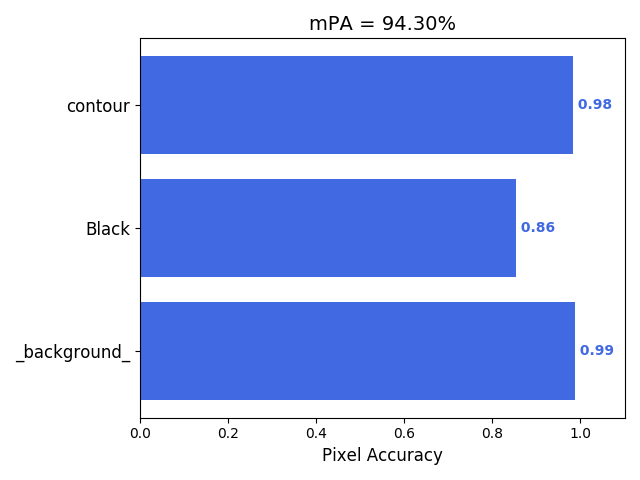 mPA = 94.30%
contour
0.98
Black
0.86
_background_
0.99
0.0 0.2 0.4 0.6 0.8 1.0
Pixel Accuracy